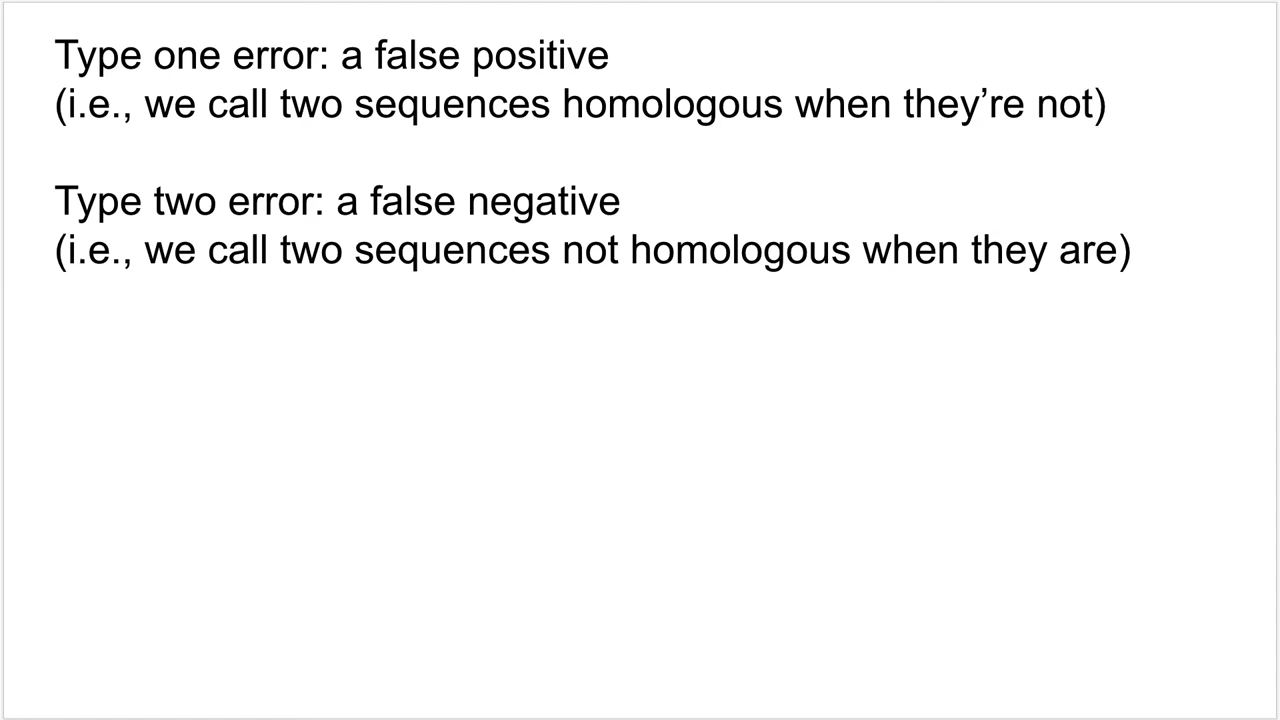 Type one error: a false positive
(i.e., we call two sequences homologous when they’re not)
Type two error: a false negative
(i.e., we call two sequences not homologous when they are)